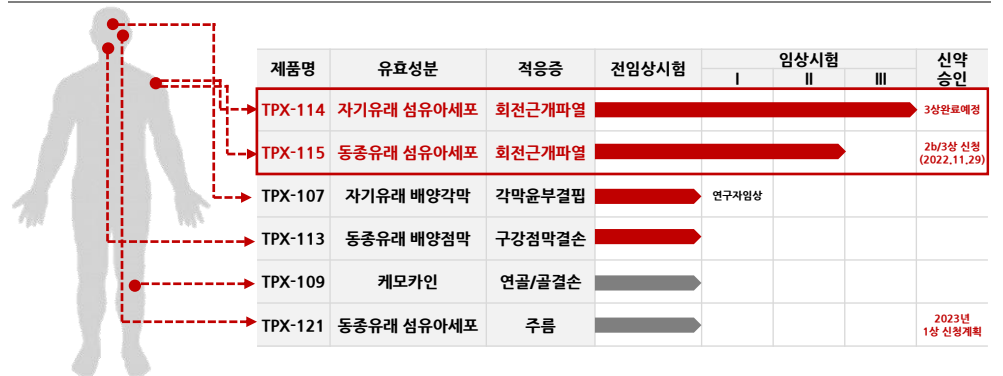 제품명 유효성분 적응증 전임상시험 임상시험 신약 승인
I II III
TPX-114 자기유래 섬유아세포 회전근개파열 3상완료예정
TPX-115 동종유래 섬유아세포 회전근개파열 2b/3상 신청
(2022.11.29)
TPX-107 자기유래 배양각막 각막윤부결핍 연구자임상
TPX-113 동종유래 배양점막 구강점막결손
TPX-109 케모카인 연골/골결손
TPX-121 동종유래 섬유아세포 주름 2023년
1상 신청계획